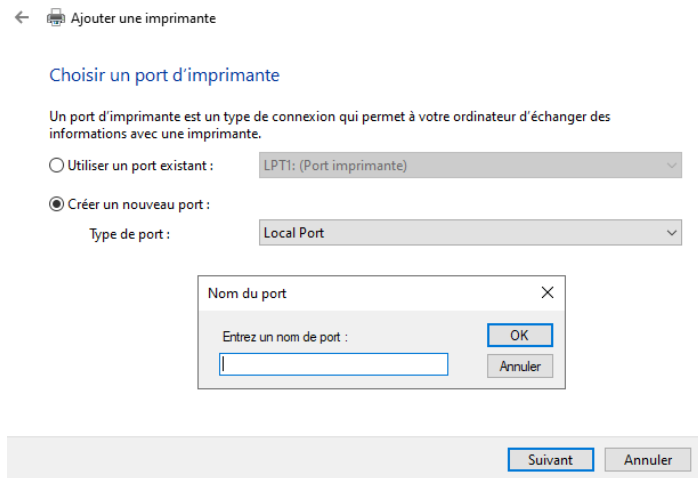 Ajouter une imprimante
Choisir un port d'imprimante
Un port d'imprimante est un type de connexion qui permet à votre ordinateur d'échanger des
informations avec une imprimante.
Utiliser un port existant :
LPT1: (Port imprimante)
Créer un nouveau port :
Type de port :
Local Port
Nom du port
Entrez un nom de port :
OK
Annuler
Suivant
Annuler